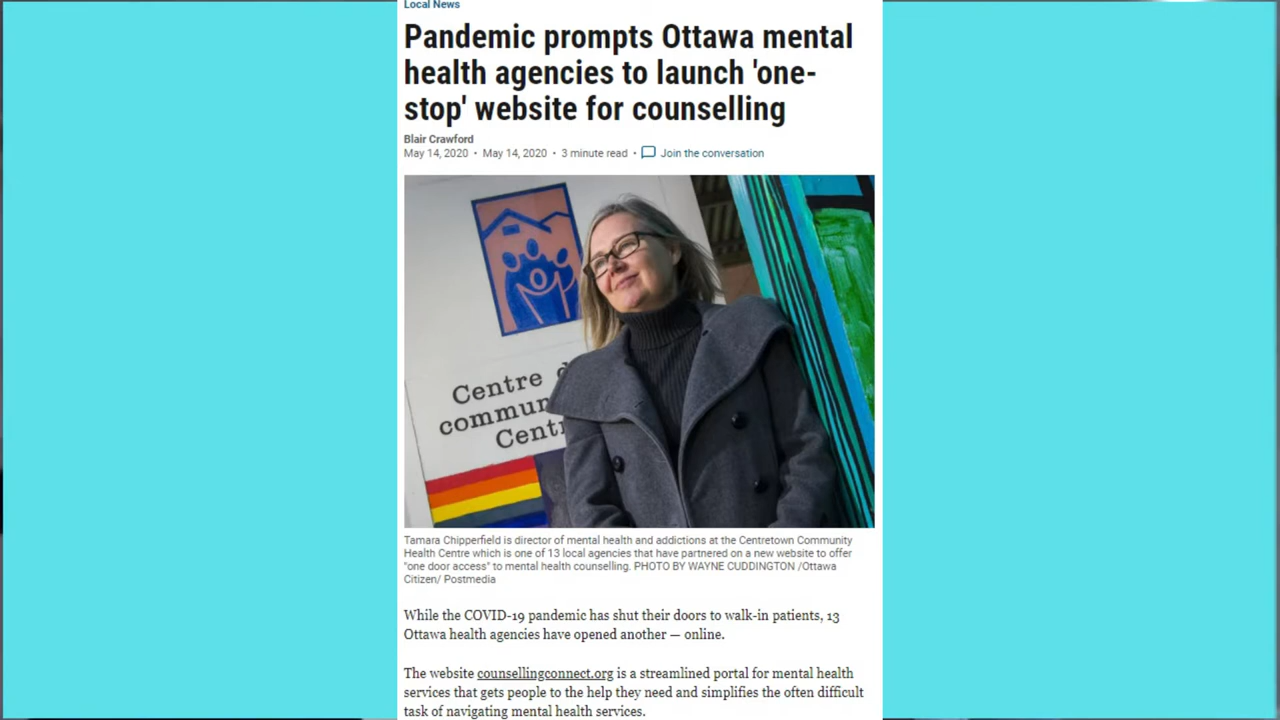 Local News
Pandemic prompts Ottawa mental
health agencies to launch 'one-
stop' website for counselling
Blair Crawford
May 14, 2020 • May 14, 2020 • 3 minute read • Join the conversation
Centre
commun
Cent
Tamara Chipperfield is director of mental health and addictions at the Centretown Community
Health Centre which is one of 13 local agencies that have partnered on a new website to offer
"one door access" to mental health counselling. PHOTO BY WAYNE CUDDINGTON /Ottawa
Citizen/ Postmedia
While the COVID-19 pandemic has shut their doors to walk-in patients, 13
Ottawa health agencies have opened another — online.
The website counsellingconnect.org is a streamlined portal for mental health
services that gets people to the help they need and simplifies the often difficult
task of navigating mental health services.